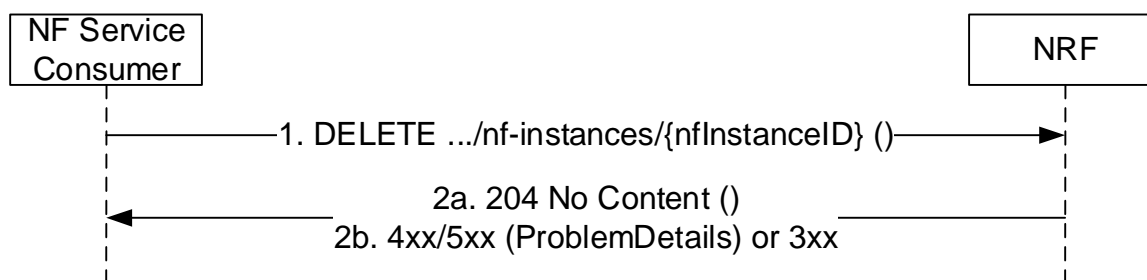 NF Service
Consumer
NRF
1. DELETE .../nf-instances/{nfInstanceID} ()
2a. 204 No Content ()
2b. 4xx/5xx (ProblemDetails) or 3xx